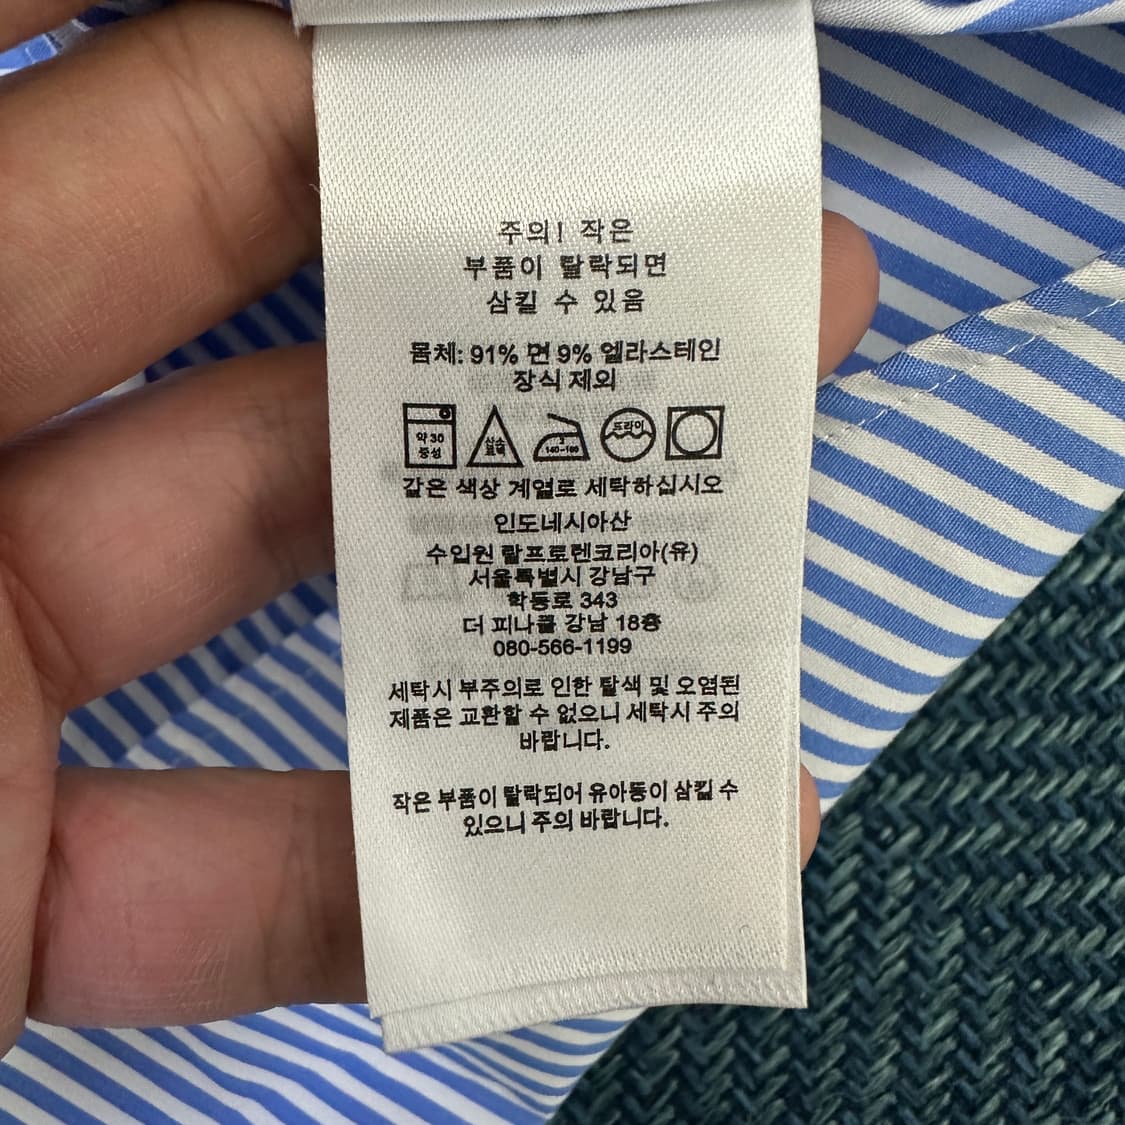 주의! 작은
부품이 탈락되면
삼킬 수 있음
몸체: 91% 면 9% 엘라스테인
장식 제외
약 30
중성
산소
표백
3
140~160
드라이
같은 색상 계열로 세탁하십시오
인도네시아산
수입원 랄프로렌코리아(유)
서울특별시 강남구
학동로 343
더 피나클 강남 18층
080-566-1199
세탁시 부주의로 인한 탈색 및 오염된
제품은 교환할 수 없으니 세탁시 주의
바랍니다.
작은 부품이 탈락되어 유아동이 삼킬 수
있으니 주의 바랍니다.